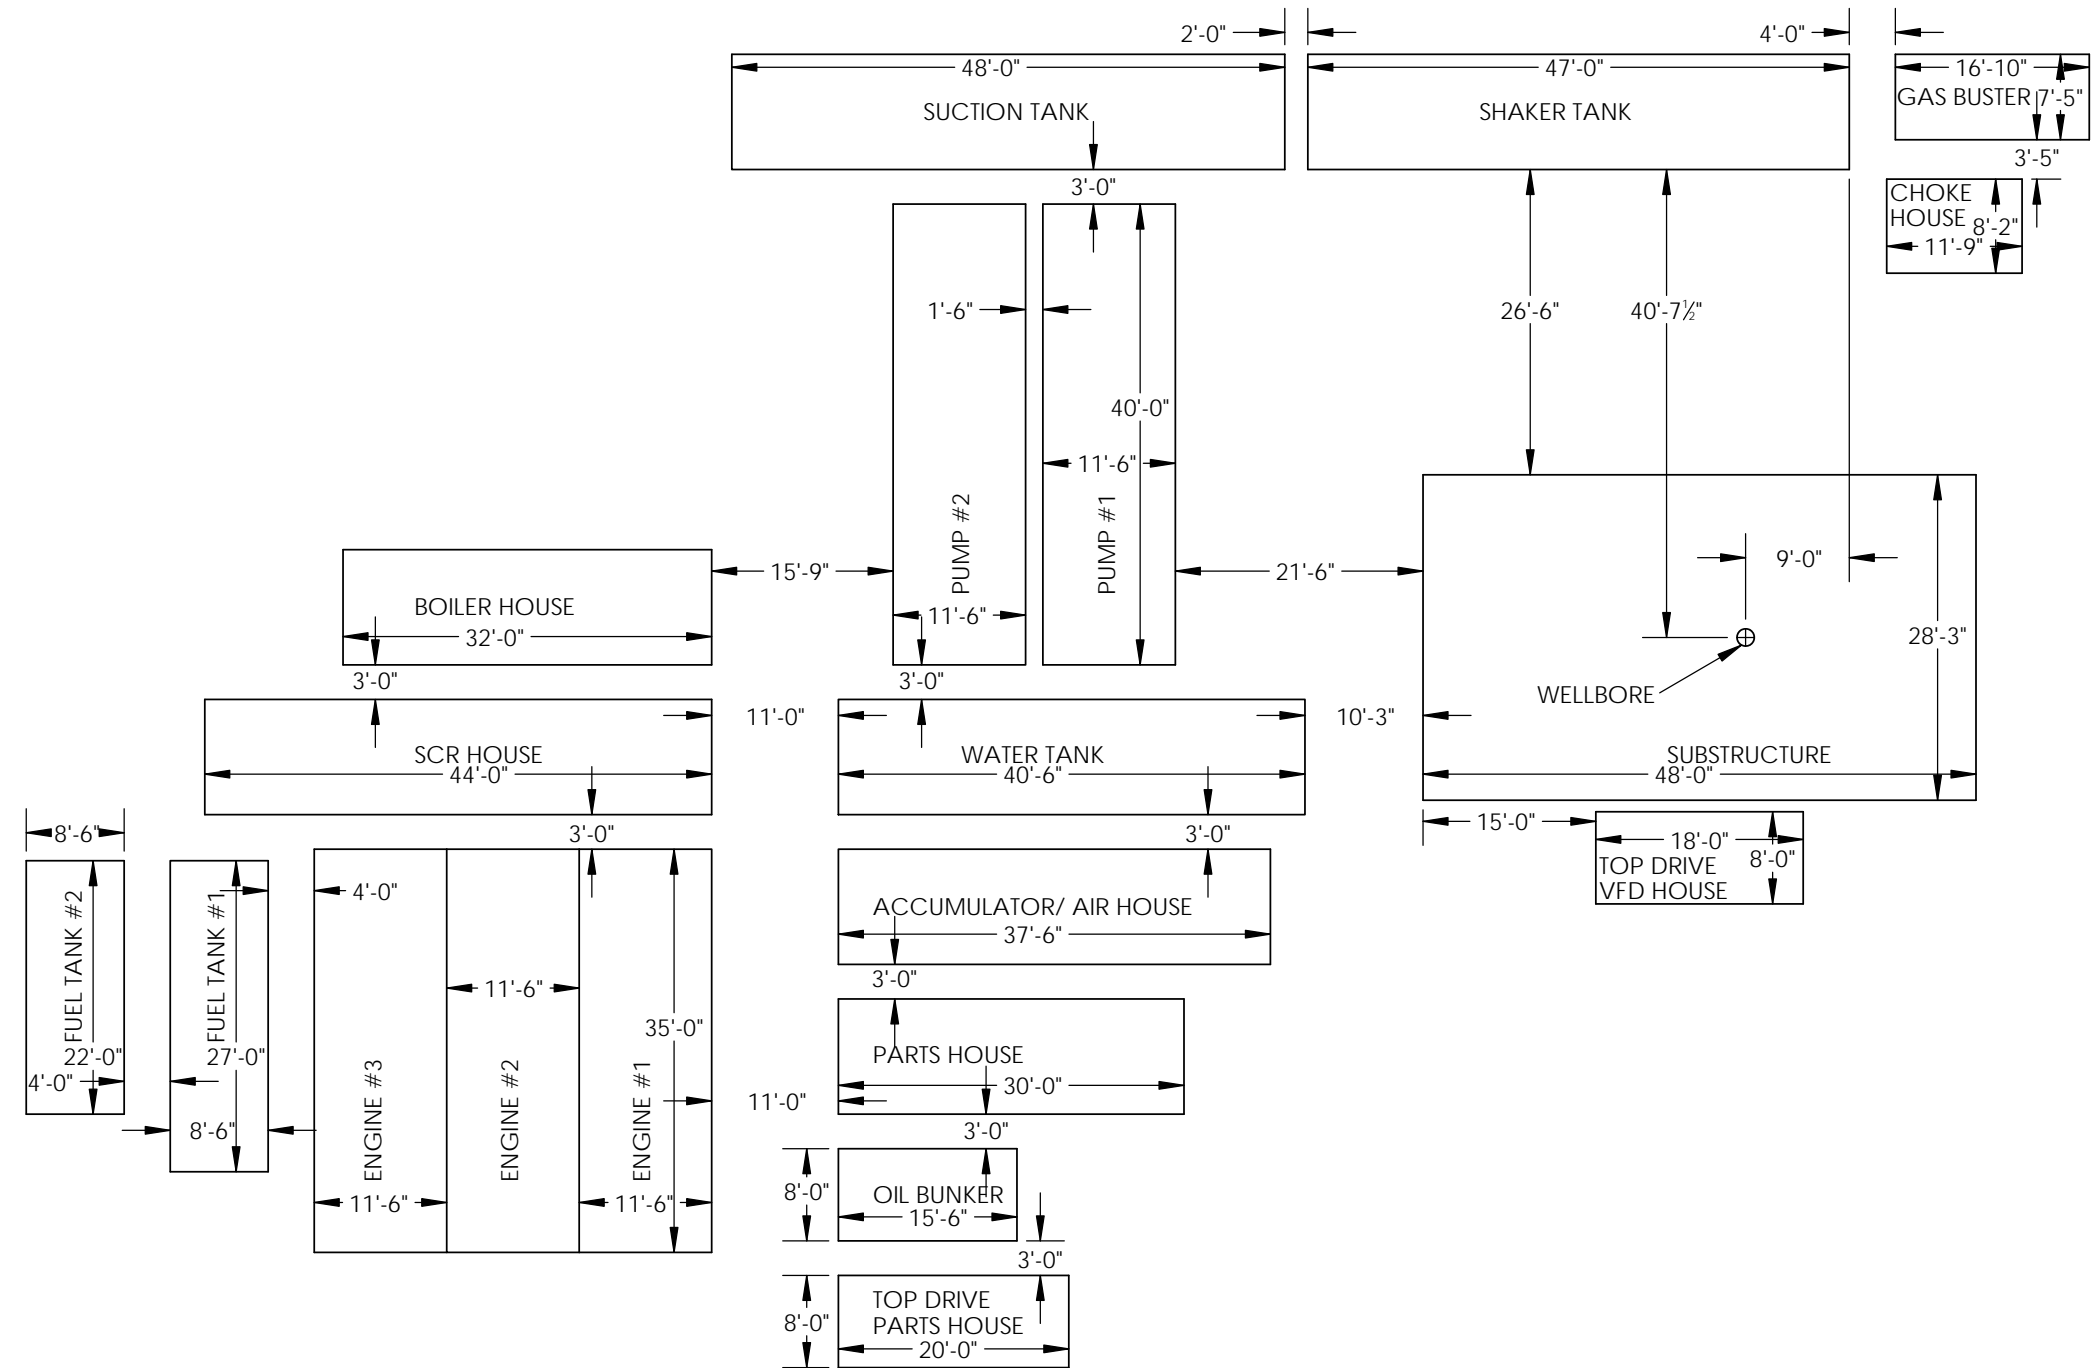 2'-0"
4'-0"
48'-0"
47'-0"
16'-10"
SUCTION TANK
SHAKER TANK
GAS BUSTER
7'-5"
3'-5"
3'-0"
CHOKE
HOUSE
8'-2"
11'-9"
1'-6"
26'-6"
40'-7½"
40'-0"
11'-6"
PUMP #2
PUMP #1
15'-9"
21'-6"
9'-0"
BOILER HOUSE
32'-0"
11'-6"
28'-3"
3'-0"
3'-0"
WELLBORE
11'-0"
10'-3"
SCR HOUSE
44'-0"
WATER TANK
40'-6"
SUBSTRUCTURE
48'-0"
8'-6"
3'-0"
3'-0"
15'-0"
18'-0"
8'-0"
TOP DRIVE
VFD HOUSE
4'-0"
ACCUMULATOR/ AIR HOUSE
37'-6"
FUEL TANK #2
FUEL TANK #1
3'-0"
11'-6"
35'-0"
22'-0"
27'-0"
4'-0"
PARTS HOUSE
30'-0"
ENGINE #3
ENGINE #2
ENGINE #1
11'-0"
8'-6"
3'-0"
11'-6"
11'-6"
8'-0"
OIL BUNKER
15'-6"
3'-0"
8'-0"
TOP DRIVE
PARTS HOUSE
20'-0"